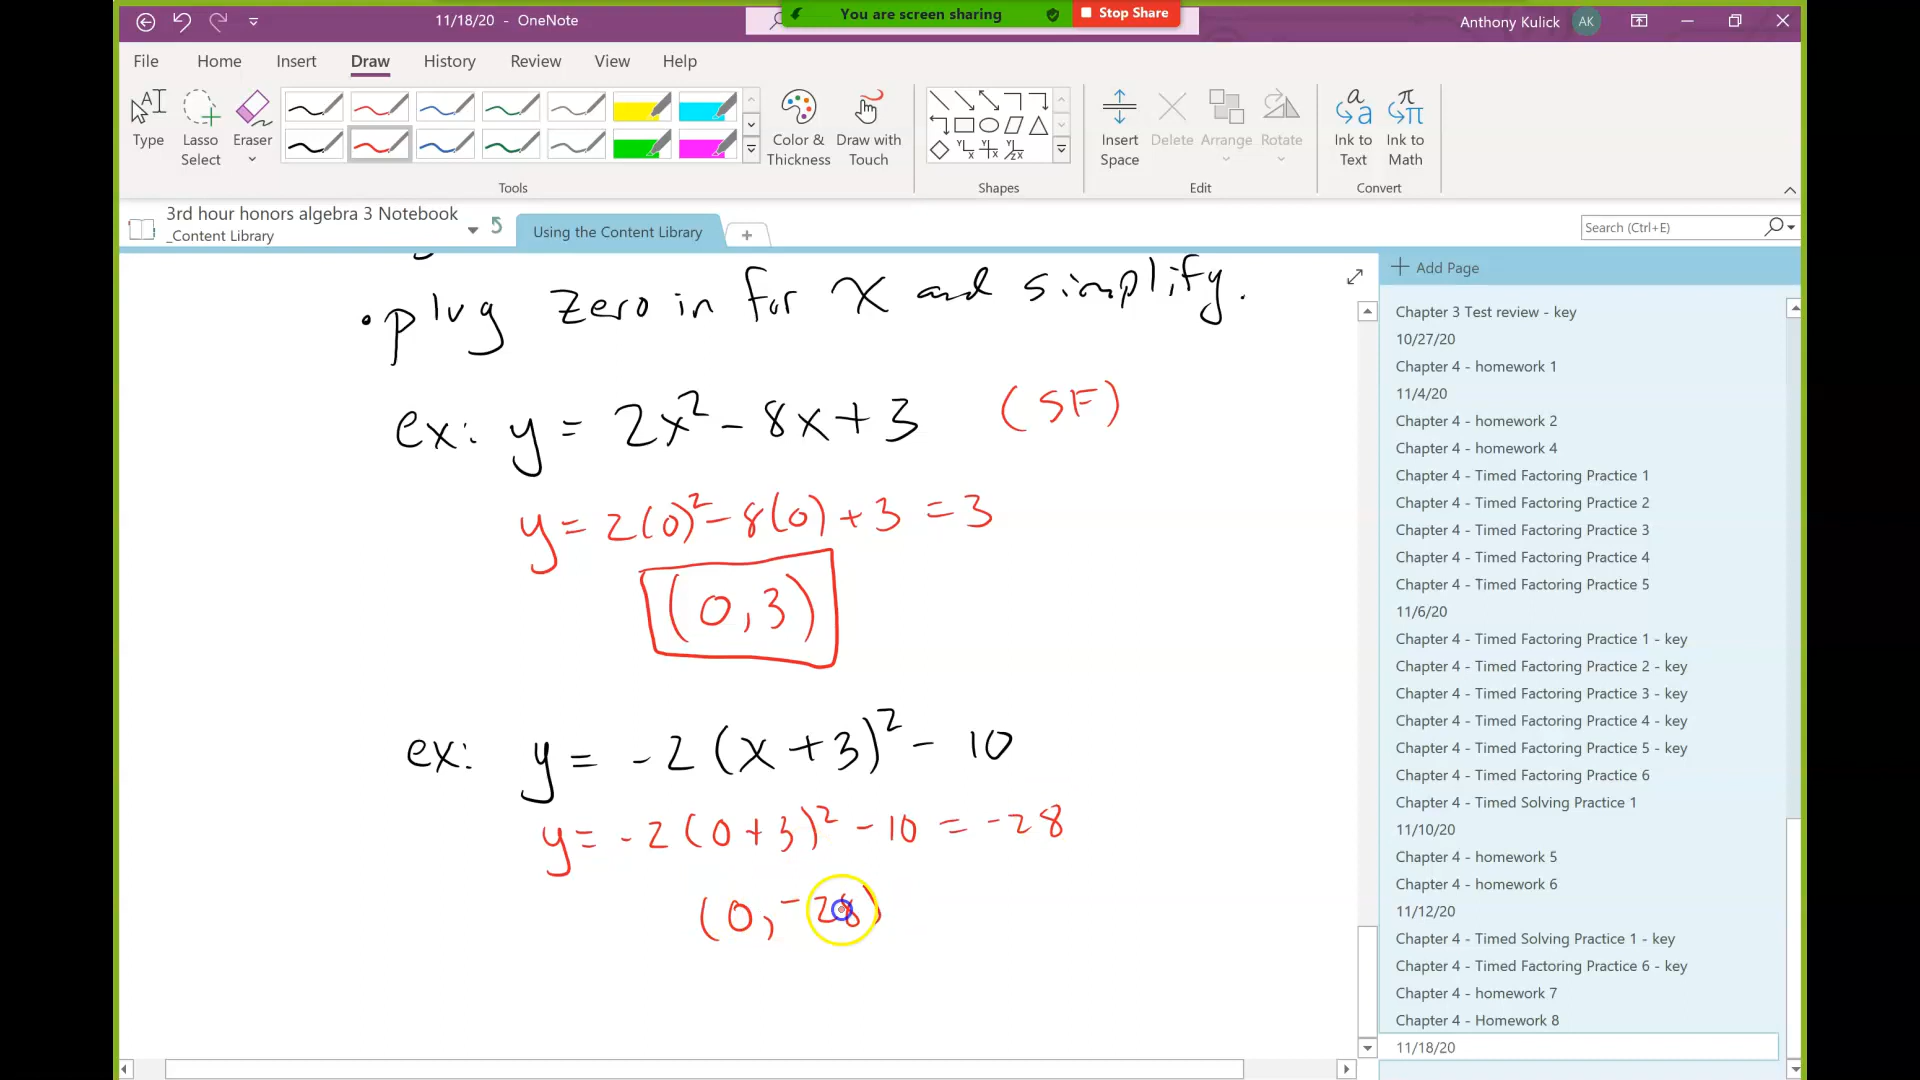 11/18/20 - OneNote
You are screen sharing
Stop Share
Anthony Kulick
AK
File Home Insert Draw History Review View Help
Type
Lasso Select
Eraser
Color & Thickness
Draw with Touch
Insert Space
Delete
Arrange
Rotate
Ink to Text
Ink to Math
Tools
Shapes
Edit
Convert
3rd hour honors algebra 3 Notebook
_Content Library
Using the Content Library
Search (Ctrl+E)
• plug zero in for x and simplify.
ex: y = 2x² - 8x + 3 (SF)
y = 2(0)² - 8(0) + 3 = 3
(0, 3)
ex: y = -2(x + 3)² - 10
y = -2(0 + 3)² - 10 = -28
(0, -28)
Add Page
Chapter 3 Test review - key
10/27/20
Chapter 4 - homework 1
11/4/20
Chapter 4 - homework 2
Chapter 4 - homework 4
Chapter 4 - Timed Factoring Practice 1
Chapter 4 - Timed Factoring Practice 2
Chapter 4 - Timed Factoring Practice 3
Chapter 4 - Timed Factoring Practice 4
Chapter 4 - Timed Factoring Practice 5
11/6/20
Chapter 4 - Timed Factoring Practice 1 - key
Chapter 4 - Timed Factoring Practice 2 - key
Chapter 4 - Timed Factoring Practice 3 - key
Chapter 4 - Timed Factoring Practice 4 - key
Chapter 4 - Timed Factoring Practice 5 - key
Chapter 4 - Timed Factoring Practice 6
Chapter 4 - Timed Solving Practice 1
11/10/20
Chapter 4 - homework 5
Chapter 4 - homework 6
11/12/20
Chapter 4 - Timed Solving Practice 1 - key
Chapter 4 - Timed Factoring Practice 6 - key
Chapter 4 - homework 7
Chapter 4 - Homework 8
11/18/20